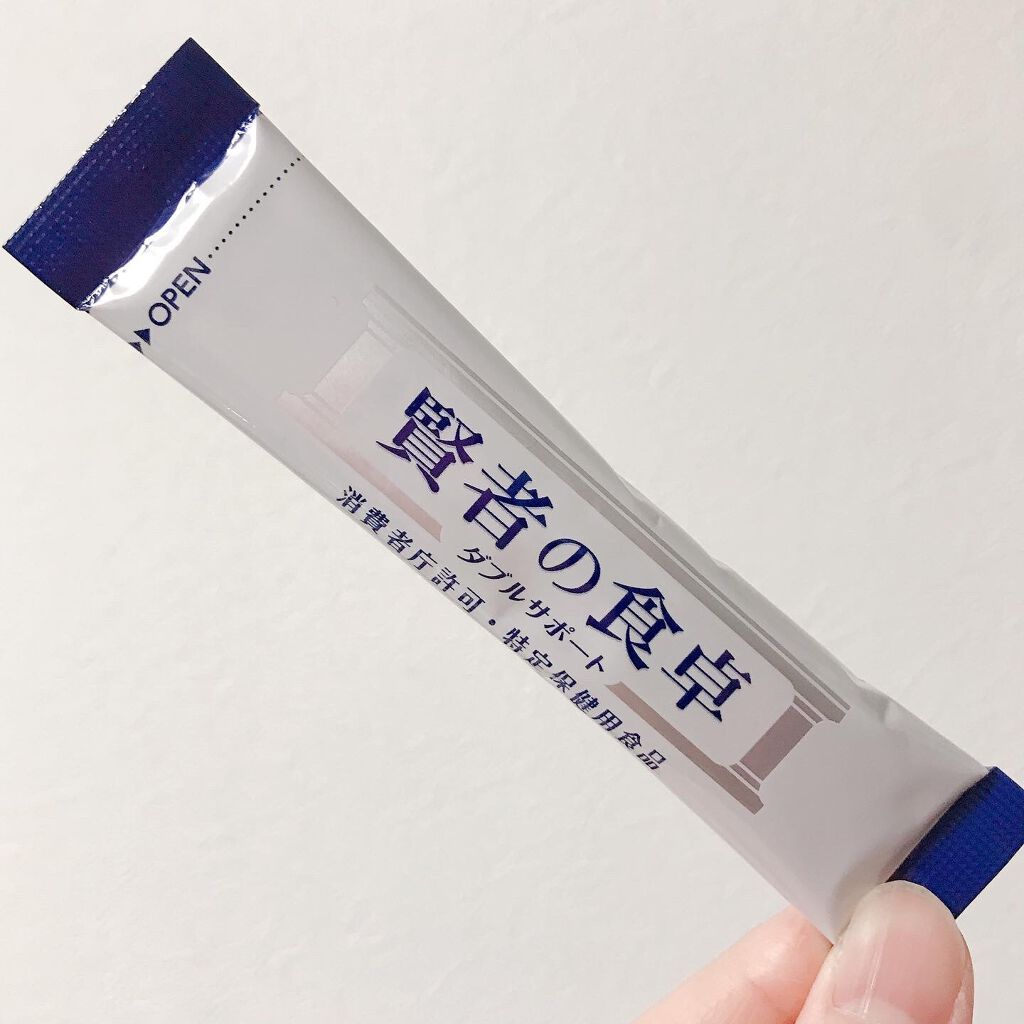 OPEN
賢者の食卓
ダブルサポート
消費者庁許可・特定保健用食品